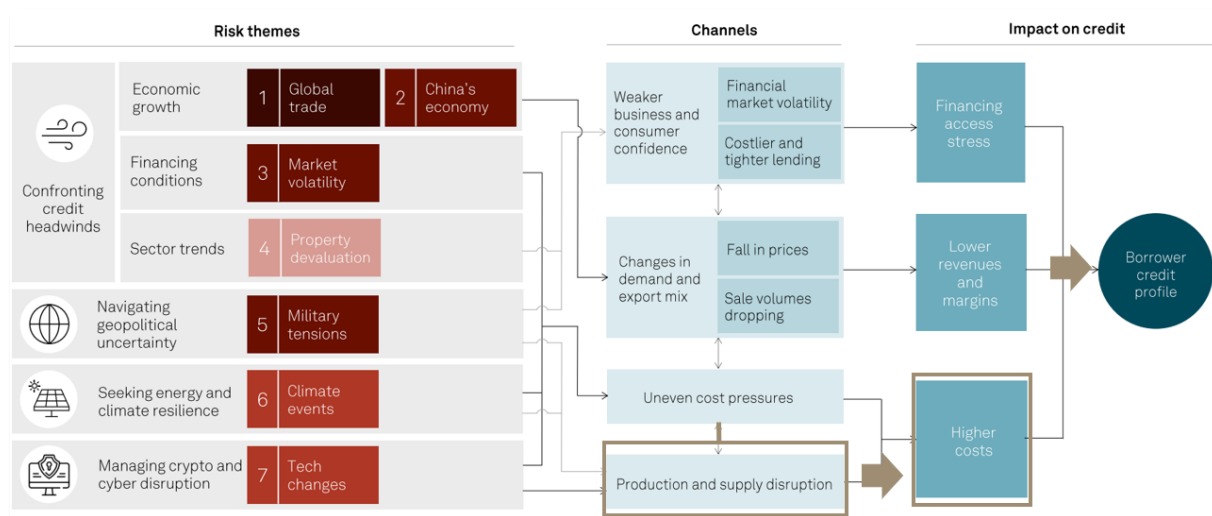 Risk themes
Channels
Impact on credit
Confronting
credit
headwinds
Economic
growth
1
Global
trade
2
China's
economy
Financing
conditions
3
Market
volatility
Sector trends
4
Property
devaluation
Navigating
geopolitical
uncertainty
5
Military
tensions
Seeking energy and
climate resilience
6
Climate
events
Managing crypto and
cyber disruption
7
Tech
changes
Weaker
business and
consumer
confidence
Financial
market volatility
Costlier and
tighter lending
Changes in
demand and
export mix
Fall in prices
Sale volumes
dropping
Uneven cost pressures
Production and supply disruption
Financing
access
stress
Lower
revenues
and
margins
Higher
costs
Borrower
credit
profile